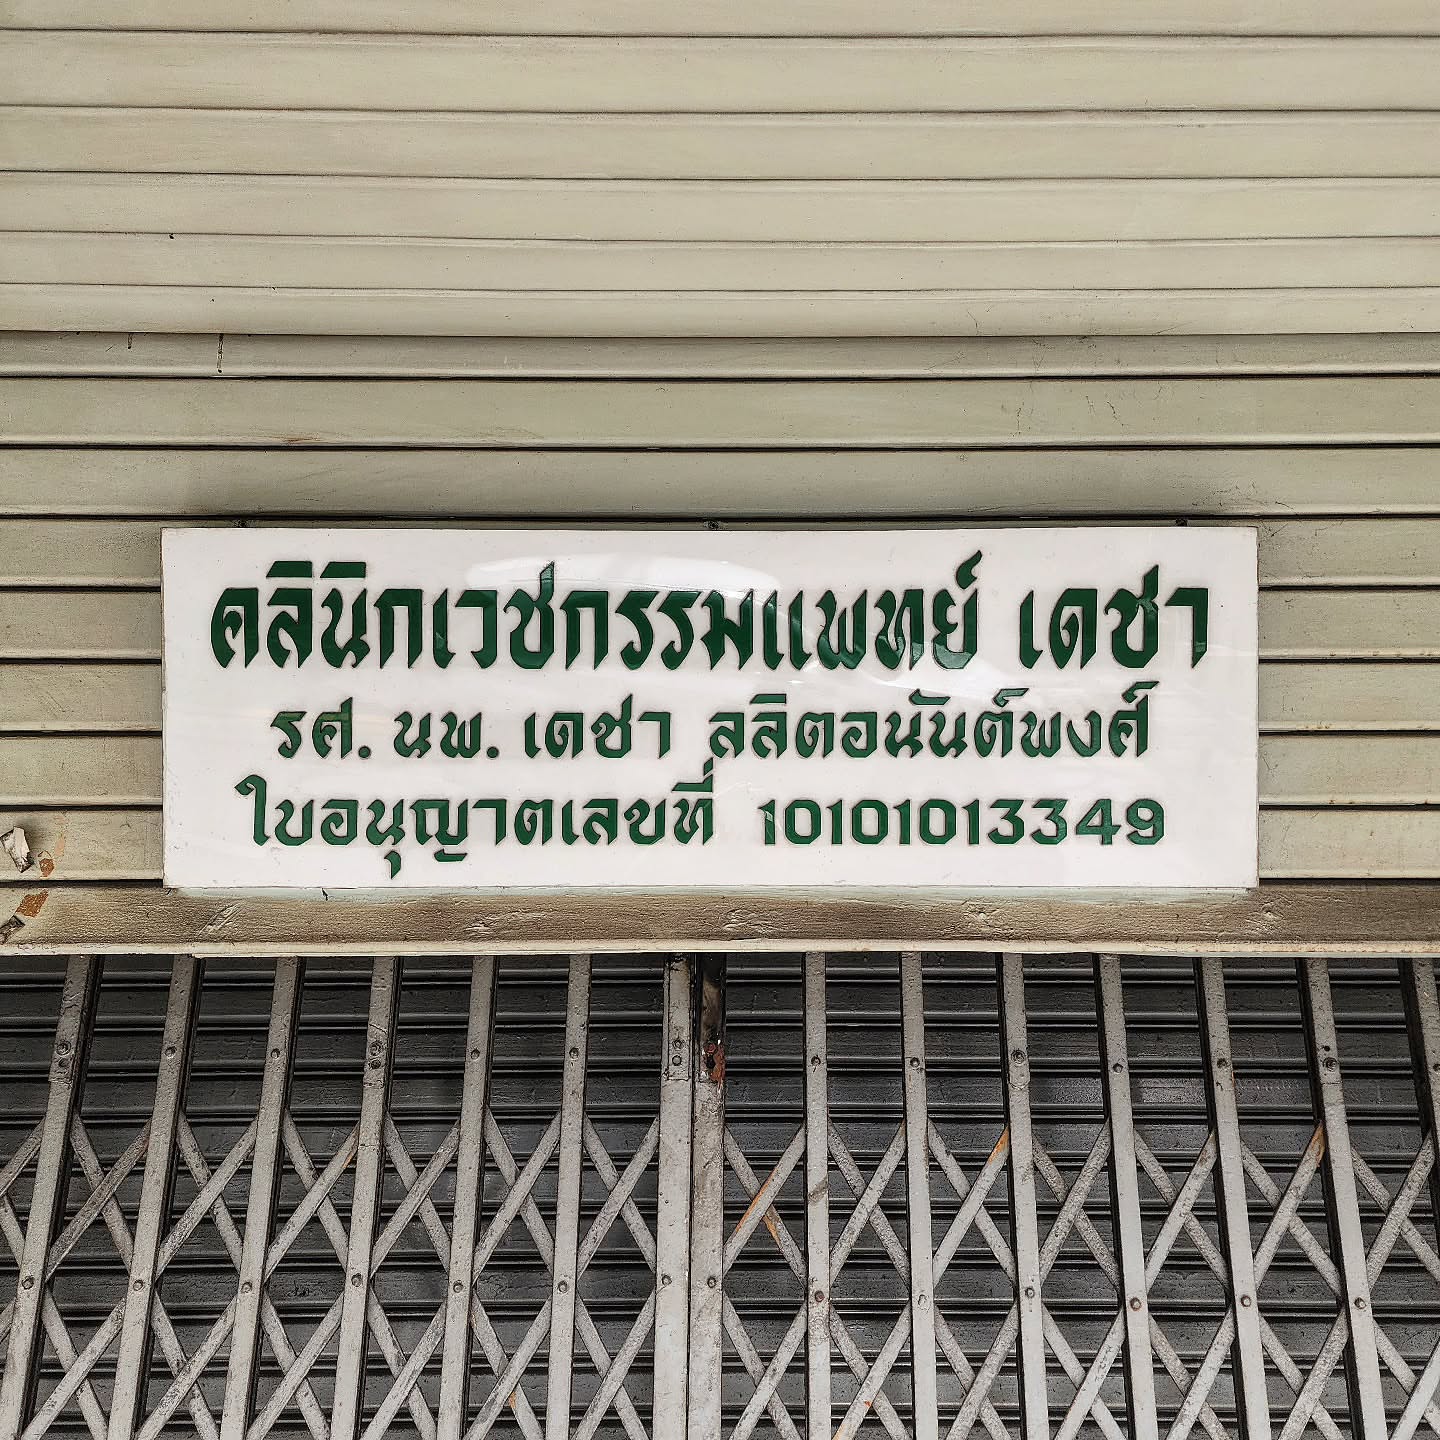 คลินิกเวชกรรมแพทย์ เดชา
รศ. นพ. เดชา ลลิตอนันต์พงศ์
ใบอนุญาตเลขที่ 10101013349